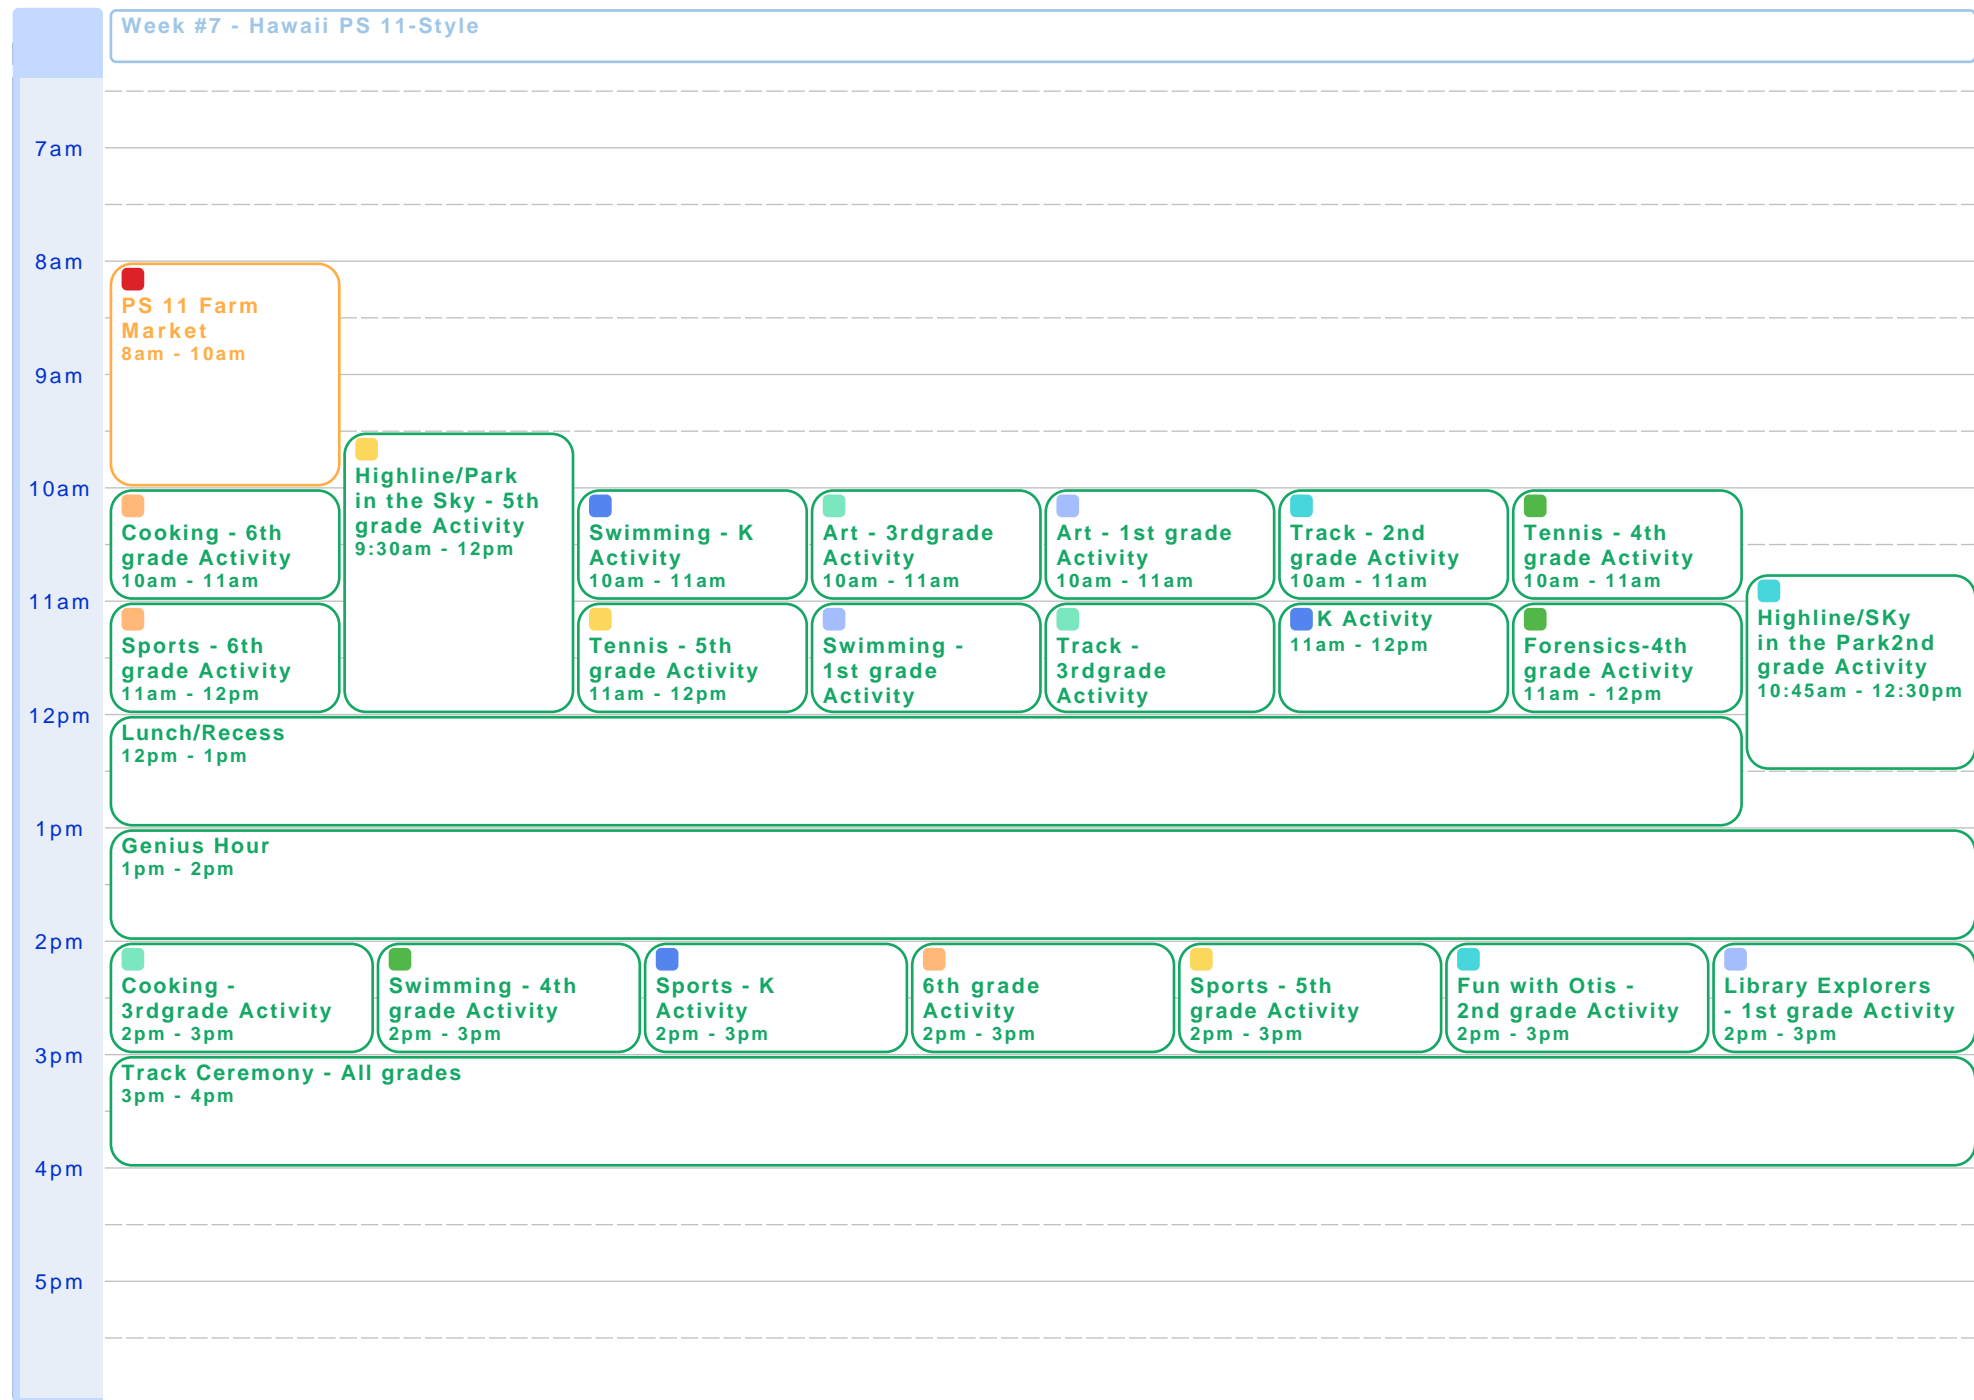 Week #7 - Hawaii PS 11-Style
7am
8am
PS 11 Farm
Market
8am - 10am
9am
Highline/Park
in the Sky - 5th
grade Activity
9:30am - 12pm
10am
Cooking - 6th
grade Activity
10am - 11am
Swimming - K
Activity
10am - 11am
Art - 3rdgrade
Activity
10am - 11am
Art - 1st grade
Activity
10am - 11am
Track - 2nd
grade Activity
10am - 11am
Tennis - 4th
grade Activity
10am - 11am
Highline/SKy
in the Park2nd
grade Activity
10:45am - 12:30pm
11am
Sports - 6th
grade Activity
11am - 12pm
Tennis - 5th
grade Activity
11am - 12pm
Swimming -
1st grade
Activity
Track -
3rdgrade
Activity
K Activity
11am - 12pm
Forensics-4th
grade Activity
11am - 12pm
12pm
Lunch/Recess
12pm - 1pm
1pm
Genius Hour
1pm - 2pm
2pm
Cooking -
3rdgrade Activity
2pm - 3pm
Swimming - 4th
grade Activity
2pm - 3pm
Sports - K
Activity
2pm - 3pm
6th grade
Activity
2pm - 3pm
Sports - 5th
grade Activity
2pm - 3pm
Fun with Otis -
2nd grade Activity
2pm - 3pm
Library Explorers
- 1st grade Activity
2pm - 3pm
3pm
Track Ceremony - All grades
3pm - 4pm
4pm
5pm